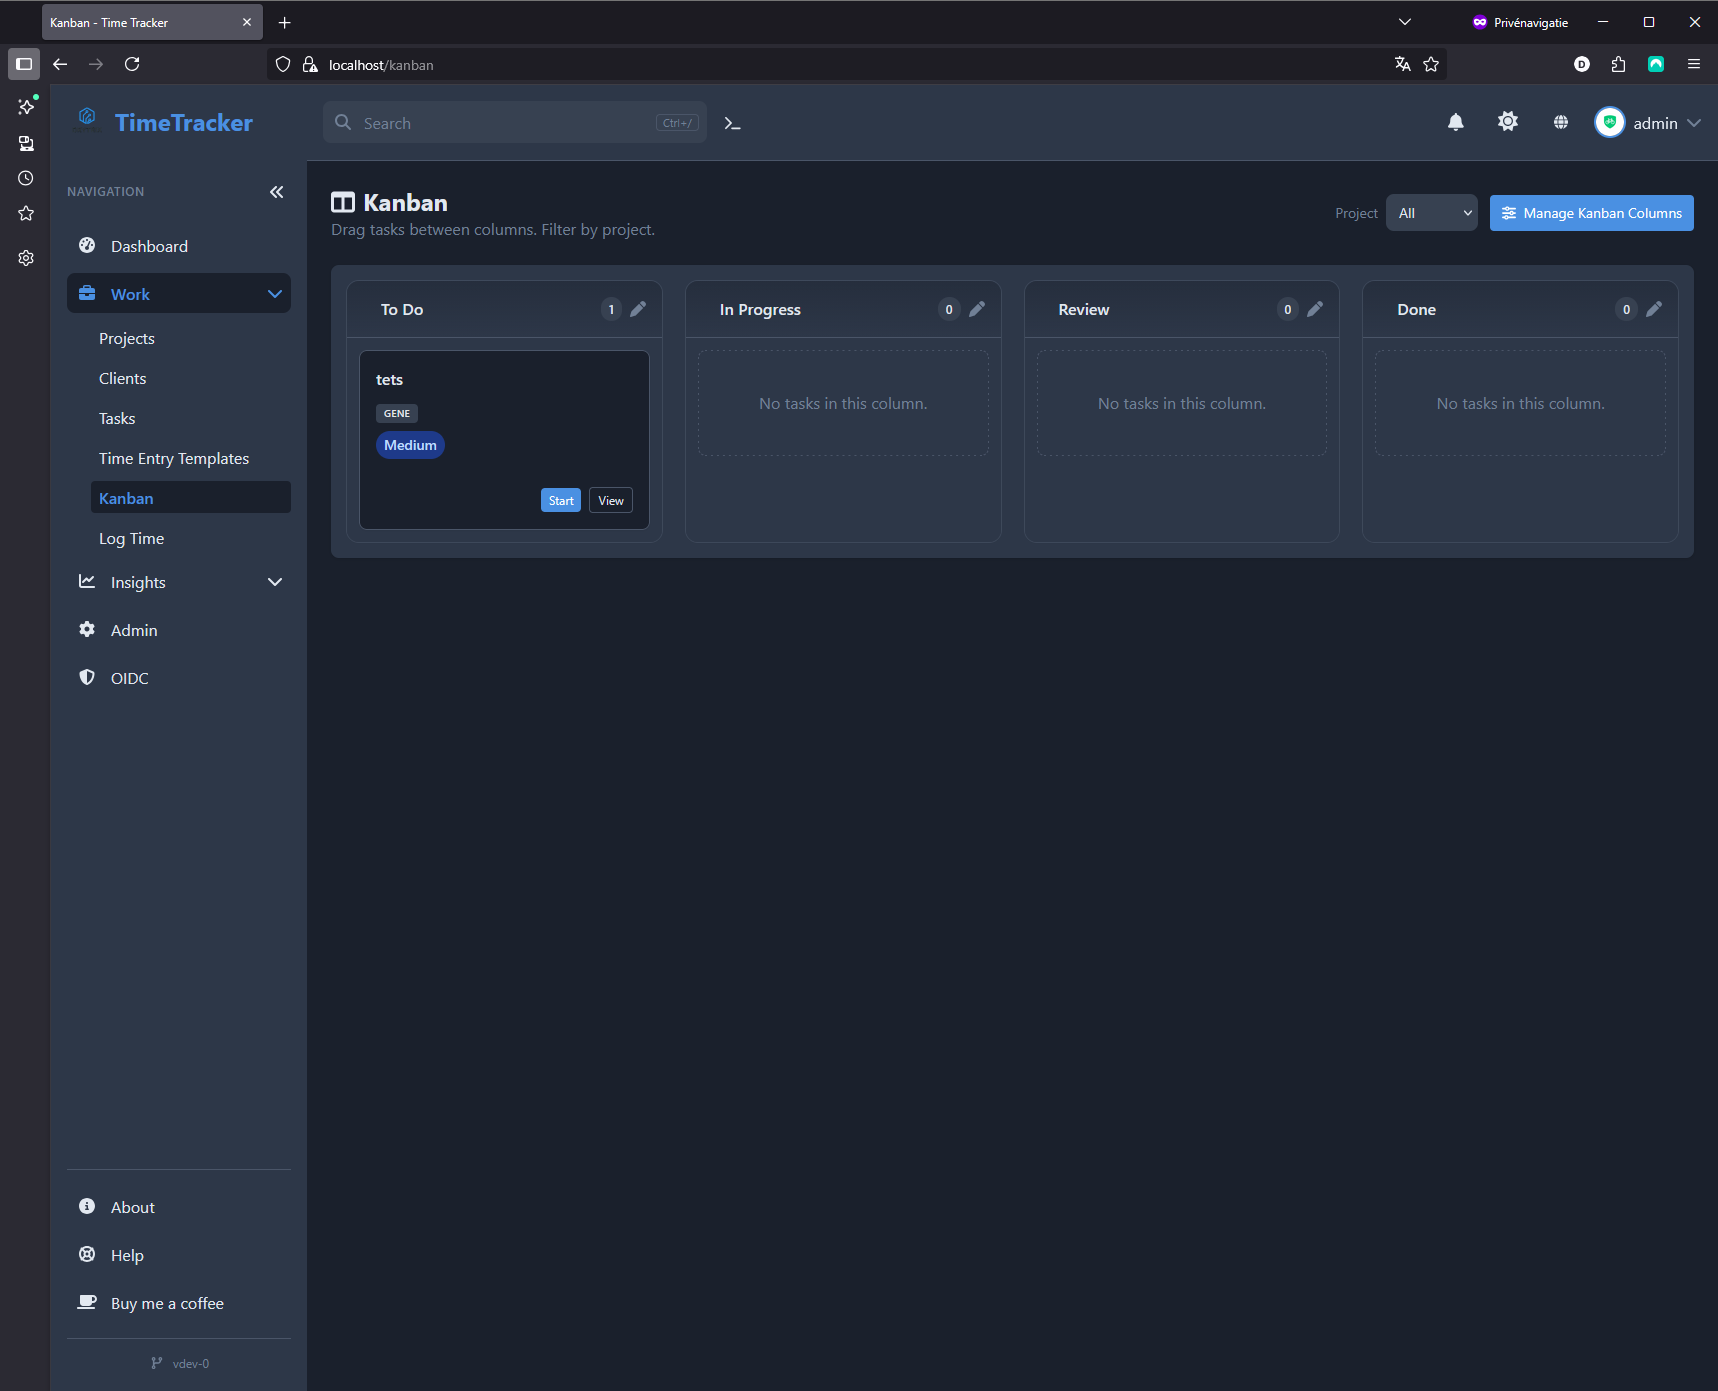 Kanban - Time Tracker
Privénavigatie
localhost/kanban
TimeTracker
Search
Ctrl+/
admin
NAVIGATION
Dashboard
Work
Projects
Clients
Tasks
Time Entry Templates
Kanban
Log Time
Insights
Admin
OIDC
About
Help
Buy me a coffee
vdev-0
Kanban
Drag tasks between columns. Filter by project.
Project
All
Manage Kanban Columns
To Do
1
tets
GENE
Medium
Start
View
In Progress
0
No tasks in this column.
Review
0
No tasks in this column.
Done
0
No tasks in this column.